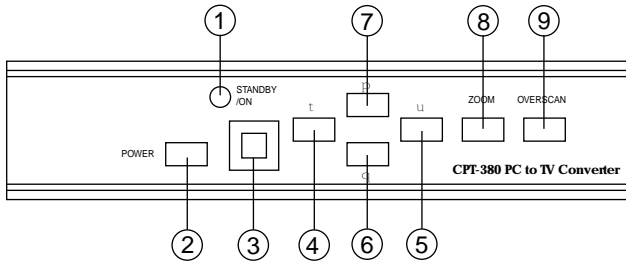 ① ⑦ ⑧ ⑨
STANDBY
/ON
p
ZOOM OVERSCAN
t u
POWER
q
CPT-380 PC to TV Converter
② ③ ④ ⑥ ⑤